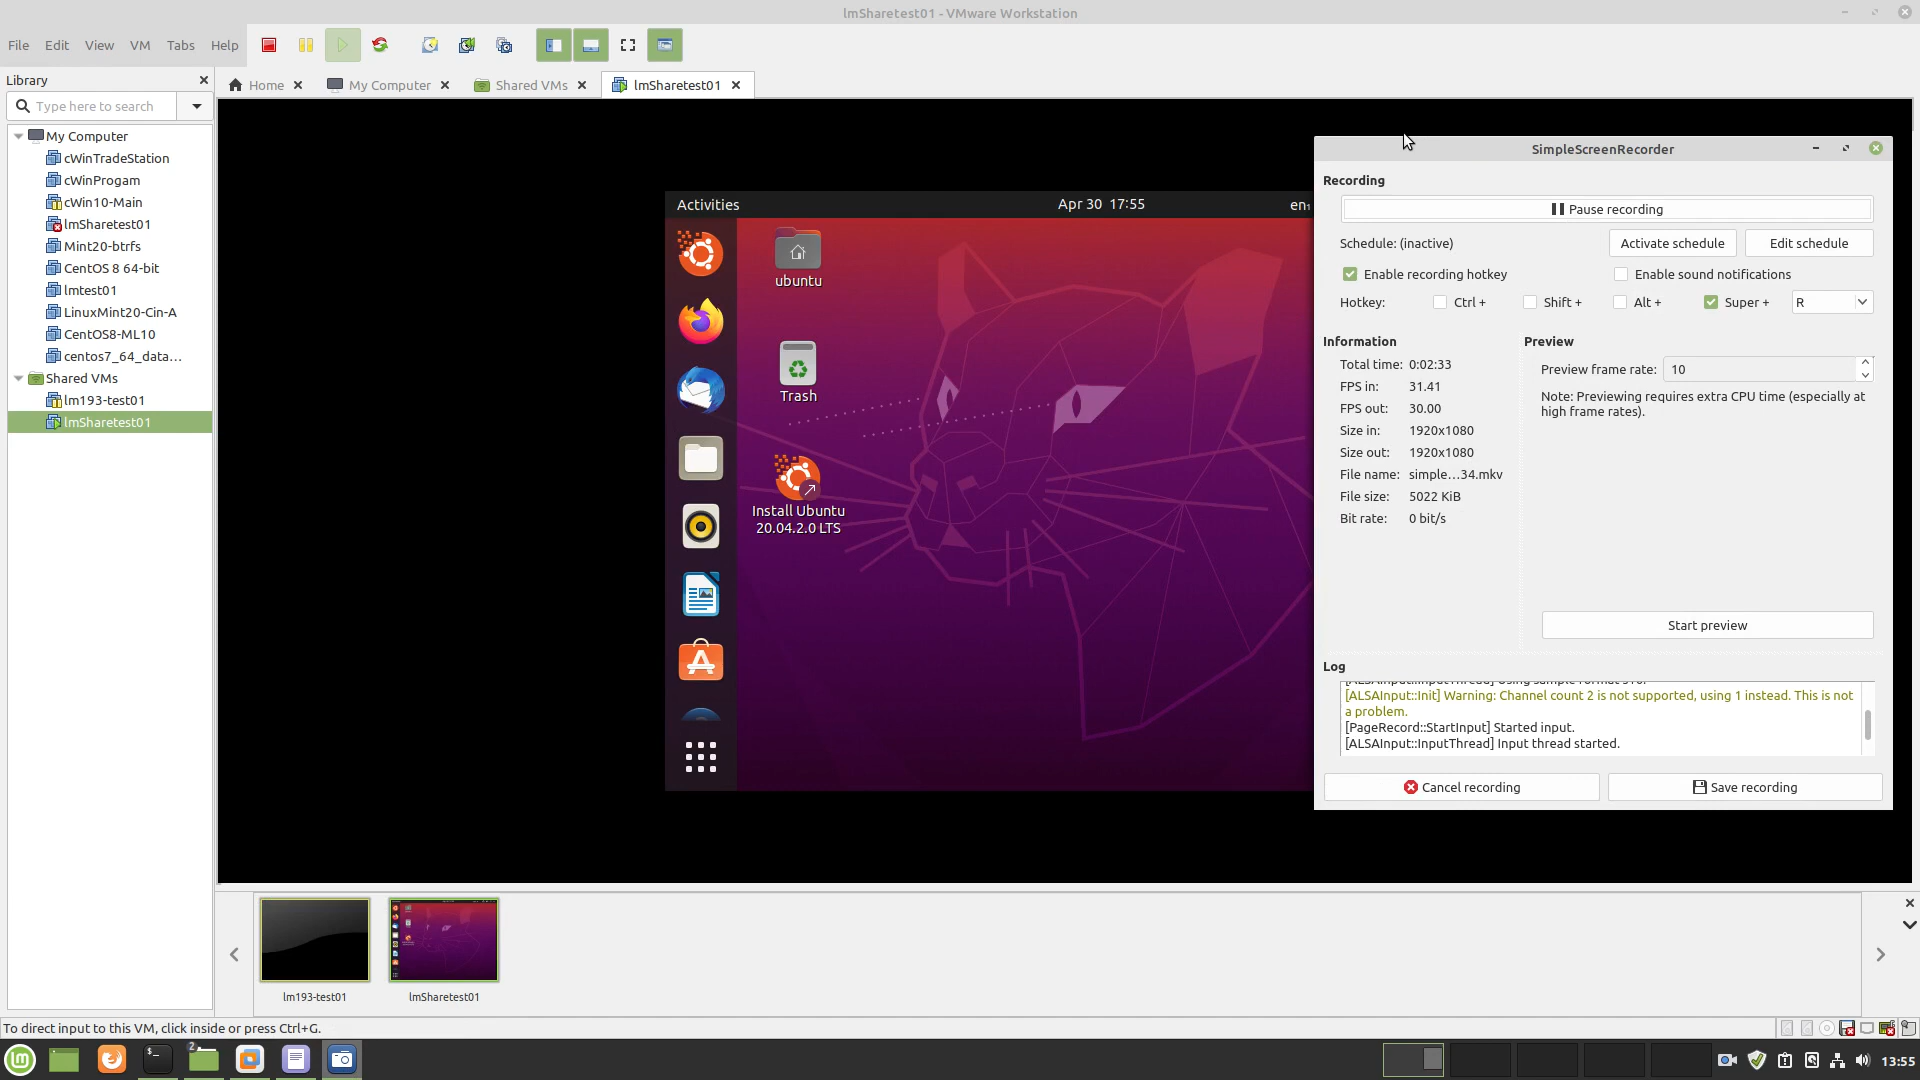 lmSharetest01 - VMware Workstation
File Edit View VM Tabs Help
Library
Type here to search
Home
My Computer
Shared VMs
lmSharetest01
My Computer
cWinTradeStation
cWinProgam
cWin10-Main
lmSharetest01
Mint20-btrfs
CentOS 8 64-bit
lmtest01
LinuxMint20-Cin-A
CentOS8-ML10
centos7_64_data...
Shared VMs
lm193-test01
lmSharetest01
Activities
Apr 30 17:55
en₁
ubuntu
Trash
Install Ubuntu
20.04.2.0 LTS
SimpleScreenRecorder
Recording
Pause recording
Schedule: (inactive)
Activate schedule
Edit schedule
Enable recording hotkey
Enable sound notifications
Hotkey: Ctrl + Shift + Alt + Super + R
Information
Total time: 0:02:33
FPS in: 31.41
FPS out: 30.00
Size in: 1920x1080
Size out: 1920x1080
File name: simple...34.mkv
File size: 5022 KiB
Bit rate: 0 bit/s
Preview
Preview frame rate: 10
Note: Previewing requires extra CPU time (especially at
high frame rates).
Start preview
Log
[ALSAInput::Init] Warning: Channel count 2 is not supported, using 1 instead. This is not
a problem.
[PageRecord::StartInput] Started input.
[ALSAInput::InputThread] Input thread started.
Cancel recording
Save recording
lm193-test01
lmSharetest01
To direct input to this VM, click inside or press Ctrl+G.
2
13:55